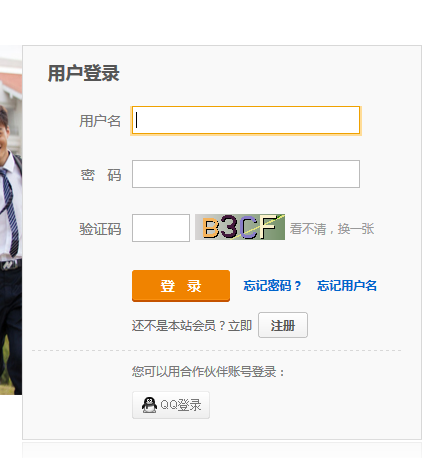 用户登录
用户名
密 码
验证码 B3CF 看不清，换一张
登 录 忘记密码？ 忘记用户名
还不是本站会员？立即 注册
您可以用合作伙伴账号登录：
QQ登录